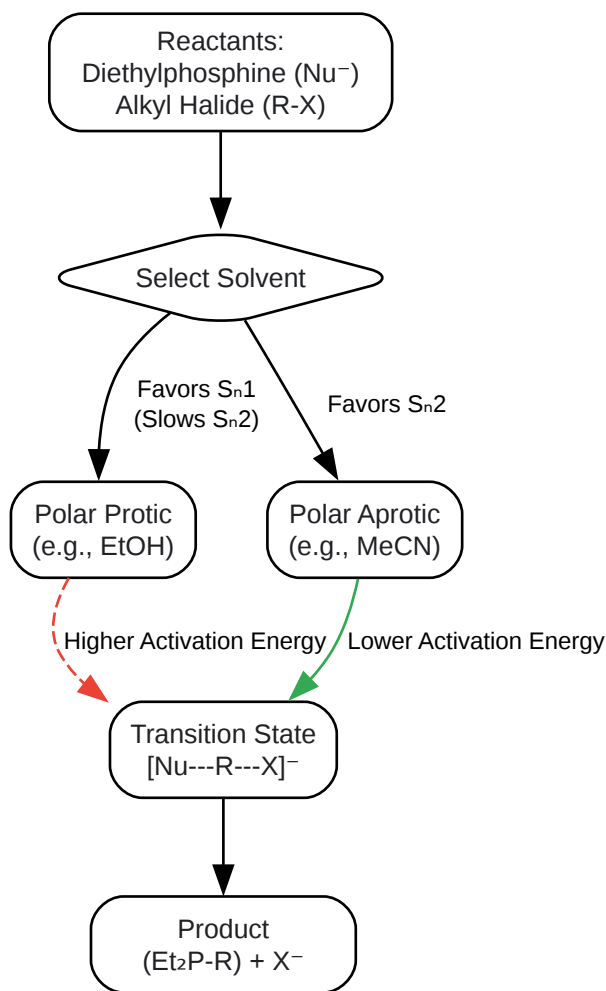 Reactants:
Diethylphosphine (Nu⁻)
Alkyl Halide (R-X)
Select Solvent
Favors Sₙ1
(Slows Sₙ2)
Favors Sₙ2
Polar Protic
(e.g., EtOH)
Polar Aprotic
(e.g., MeCN)
Higher Activation Energy
Lower Activation Energy
Transition State
[Nu---R---X]⁻
Product
(Et₂P-R) + X⁻